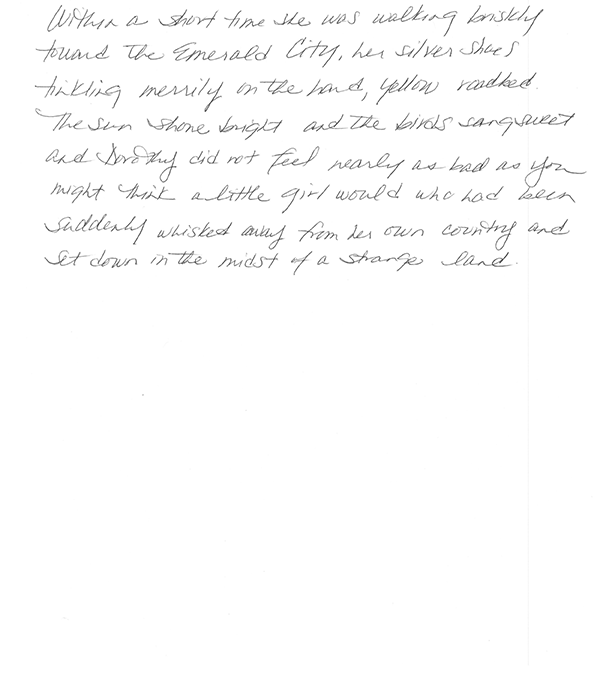 Within a short time she was walking briskly
toward the Emerald City, her silver shoes
tinkling merrily on the hard, yellow roadbed.
The sun shone bright and the birds sang sweet
and Dorothy did not feel nearly as bad as you
might think a little girl would who had been
suddenly whisked away from her own country and
set down in the midst of a strange land.